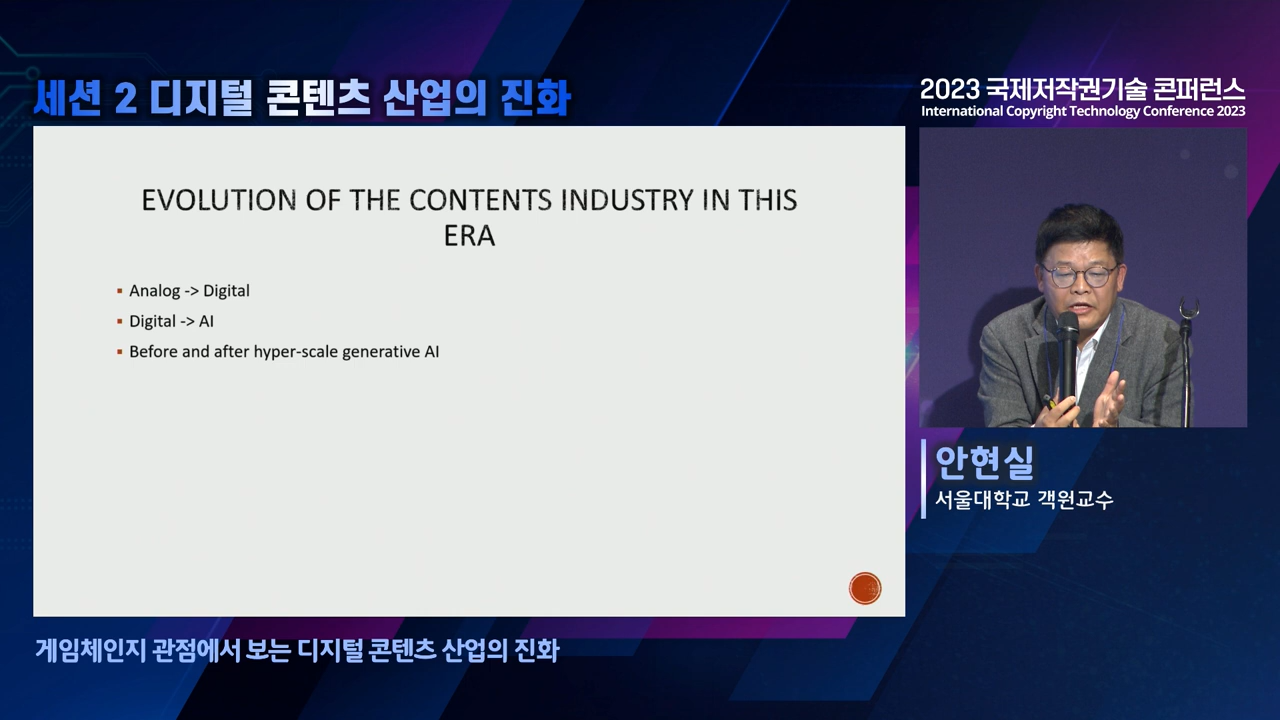 세션 2 디지털 콘텐츠 산업의 진화
2023 국제저작권기술 콘퍼런스
International Copyright Technology Conference 2023
EVOLUTION OF THE CONTENTS INDUSTRY IN THIS
ERA
Analog -> Digital
Digital -> AI
Before and after hyper-scale generative AI
안현실
서울대학교 객원교수
게임체인지 관점에서 보는 디지털 콘텐츠 산업의 진화